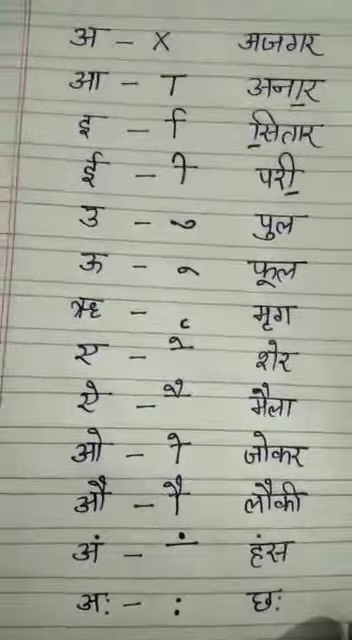 अ - x अजगर
आ - ा अनार
इ - ि सितार
ई - ी परी
उ - ु पुल
ऊ - ू फूल
ऋ - ृ मृग
ए - े शेर
ऐ - ै मैला
ओ - ो जोकर
औ - ौ लौकी
अं - ं हंस
अः - ः छः